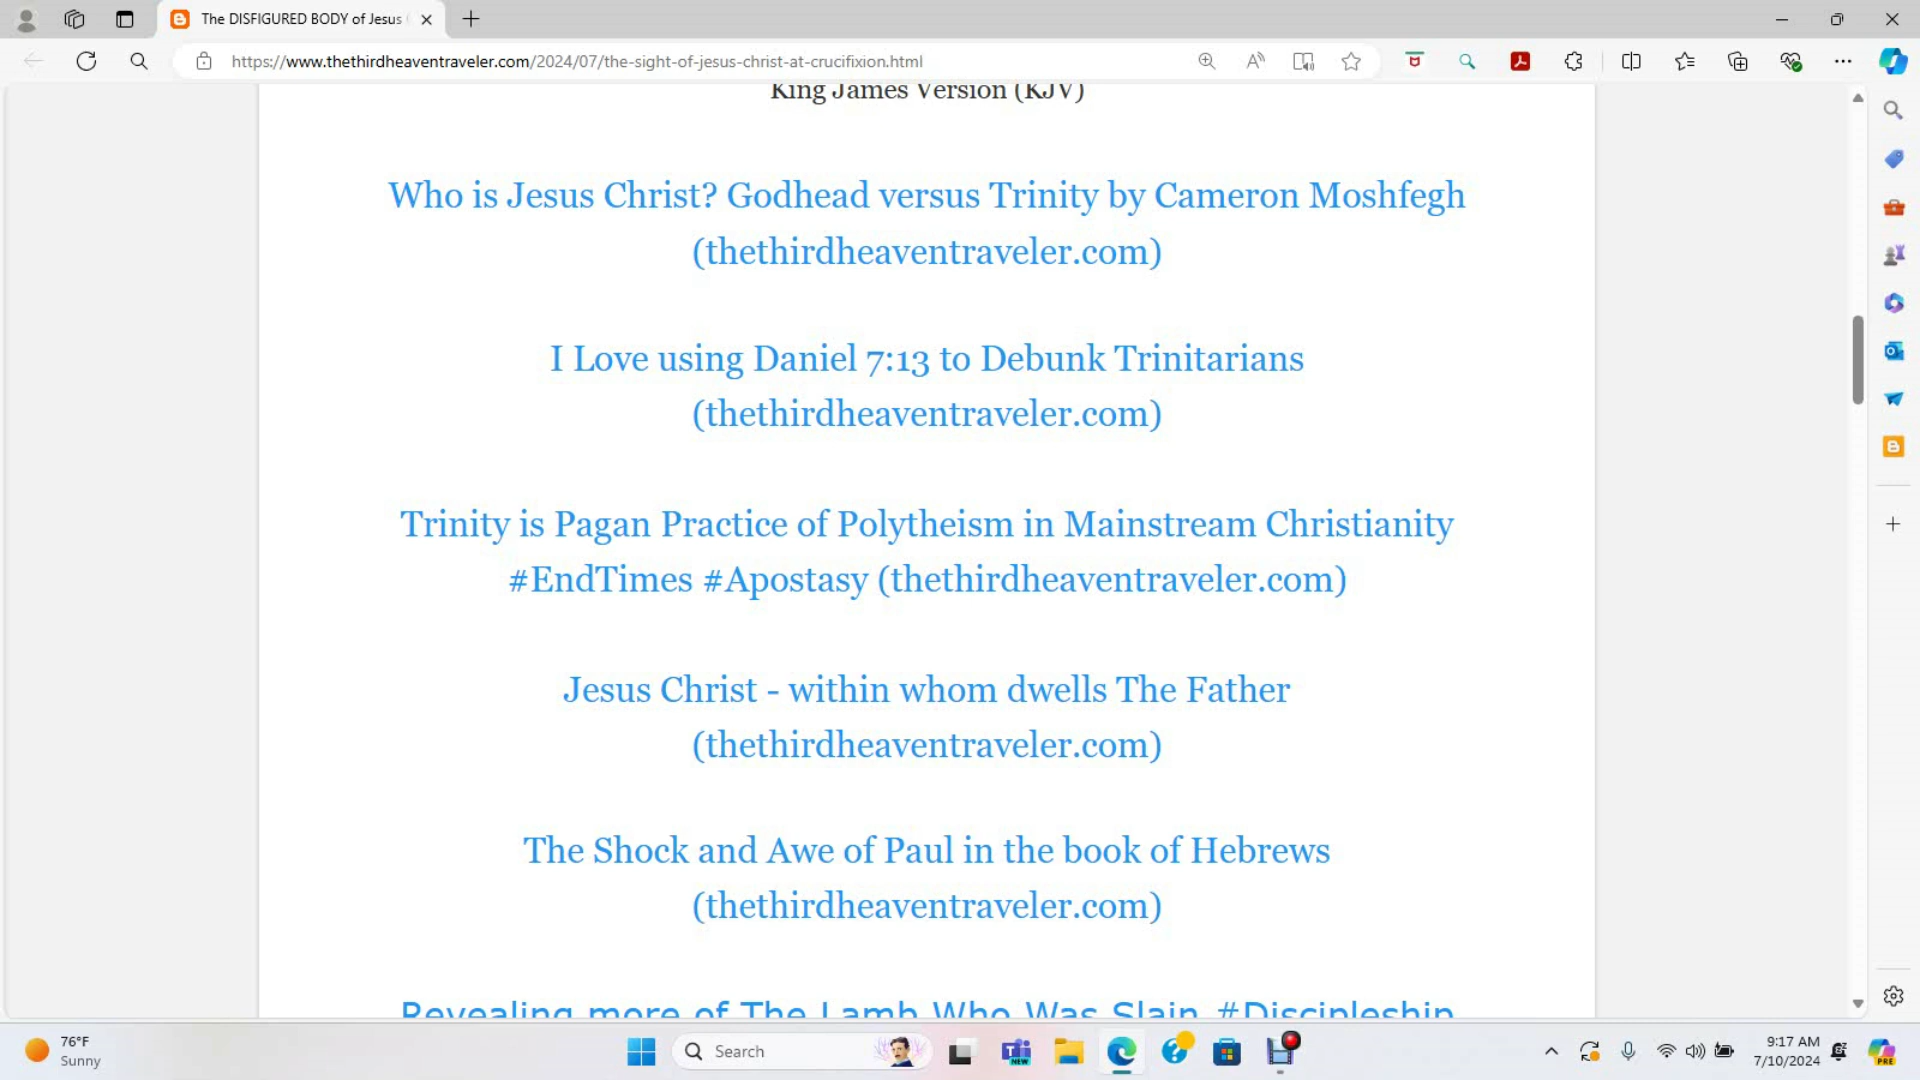 The DISFIGURED BODY of Jesus
https://www.thethirdheaventraveler.com/2024/07/the-sight-of-jesus-christ-at-crucifixion.html
King James Version (KJV)
Who is Jesus Christ? Godhead versus Trinity by Cameron Moshfegh
(thethirdheaventraveler.com)
I Love using Daniel 7:13 to Debunk Trinitarians
(thethirdheaventraveler.com)
Trinity is Pagan Practice of Polytheism in Mainstream Christianity
#EndTimes #Apostasy (thethirdheaventraveler.com)
Jesus Christ - within whom dwells The Father
(thethirdheaventraveler.com)
The Shock and Awe of Paul in the book of Hebrews
(thethirdheaventraveler.com)
Revealing more of The Lamb Who Was Slain #Discipleship
76°F
Sunny
Search
NEW
9:17 AM
7/10/2024
PRE